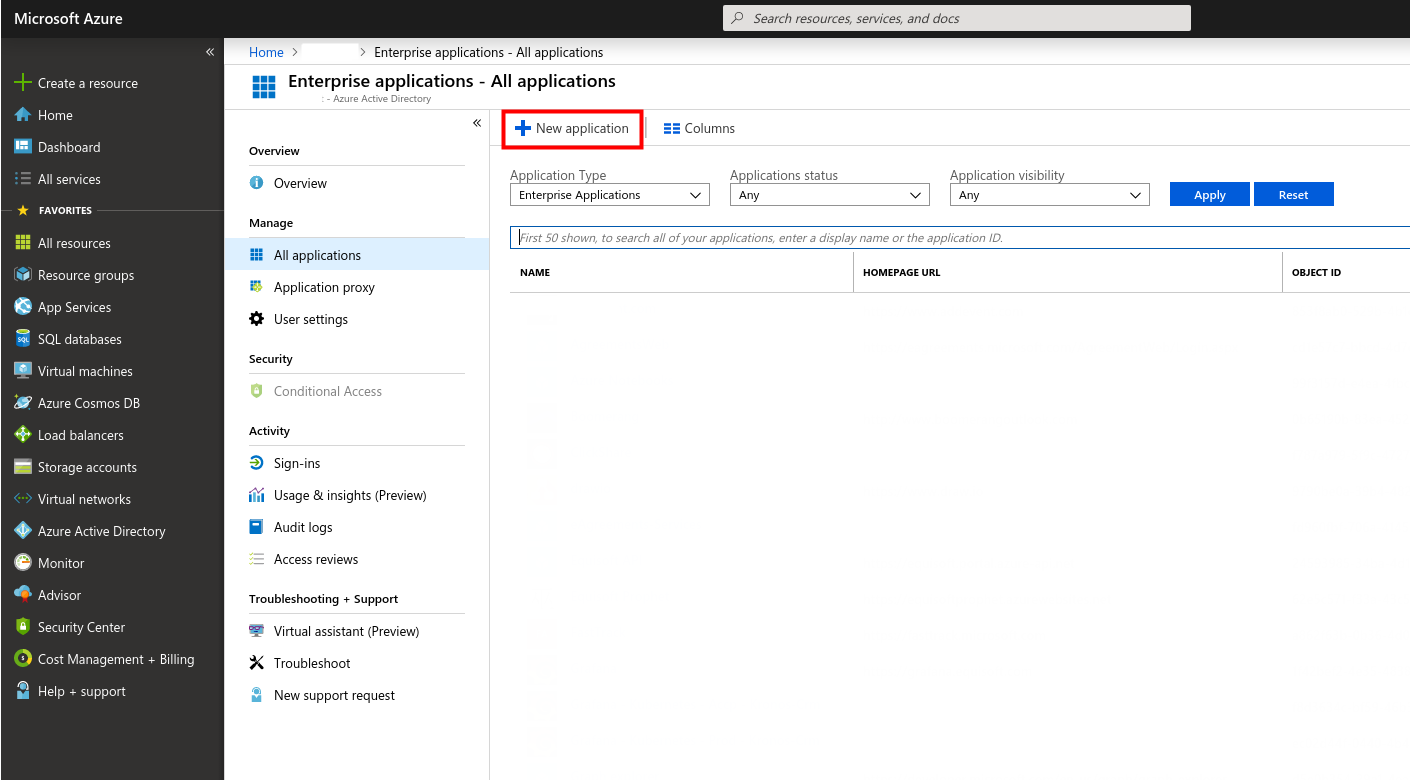 Microsoft Azure
Search resources, services, and docs
Create a resource
Home
Dashboard
All services
FAVORITES
All resources
Resource groups
App Services
SQL databases
Virtual machines
Azure Cosmos DB
Load balancers
Storage accounts
Virtual networks
Azure Active Directory
Monitor
Advisor
Security Center
Cost Management + Billing
Help + support
Home > > Enterprise applications - All applications
Enterprise applications - All applications
: - Azure Active Directory
Overview
Overview
Manage
All applications
Application proxy
User settings
Security
Conditional Access
Activity
Sign-ins
Usage & insights (Preview)
Audit logs
Access reviews
Troubleshooting + Support
Virtual assistant (Preview)
Troubleshoot
New support request
New application Columns
Application Type Applications status Application visibility
Enterprise Applications Any Any Apply Reset
First 50 shown, to search all of your applications, enter a display name or the application ID.
NAME HOMEPAGE URL OBJECT ID